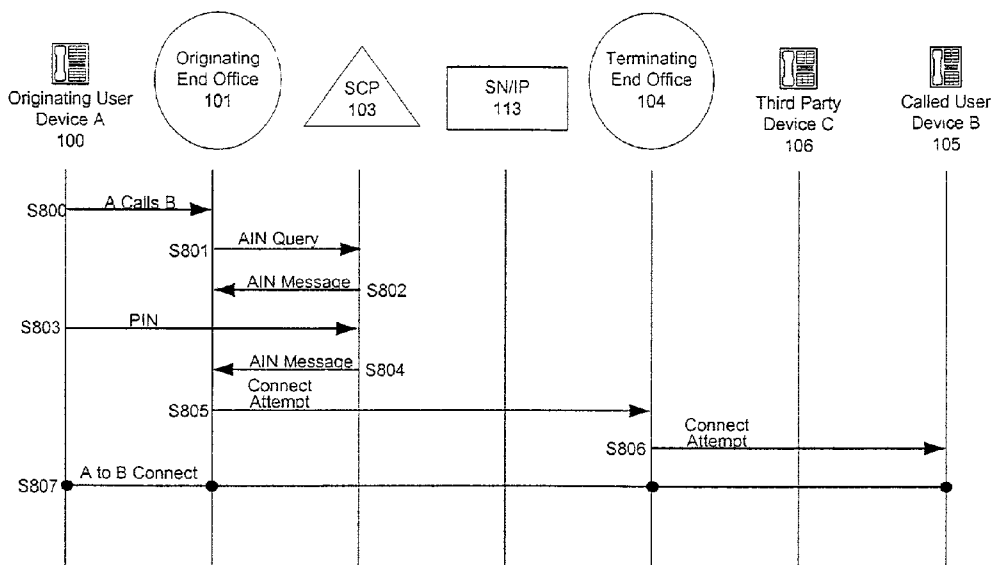 Originating User
Device A
100
Originating
End Office
101
SCP
103
SN/IP
113
Terminating
End Office
104
Third Party
Device C
106
Called User
Device B
105
S800
A Calls B
S801
AIN Query
AIN Message
S802
S803
PIN
AIN Message
S804
S805
Connect
Attempt
S806
Connect
Attempt
S807
A to B Connect